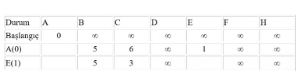 Durum A B C D E F H
Başlangıç 0 ∞ ∞ ∞ ∞ ∞ ∞
A(0) 5 6 ∞ 1 ∞ ∞
E(1) 5 3 ∞ ∞ ∞